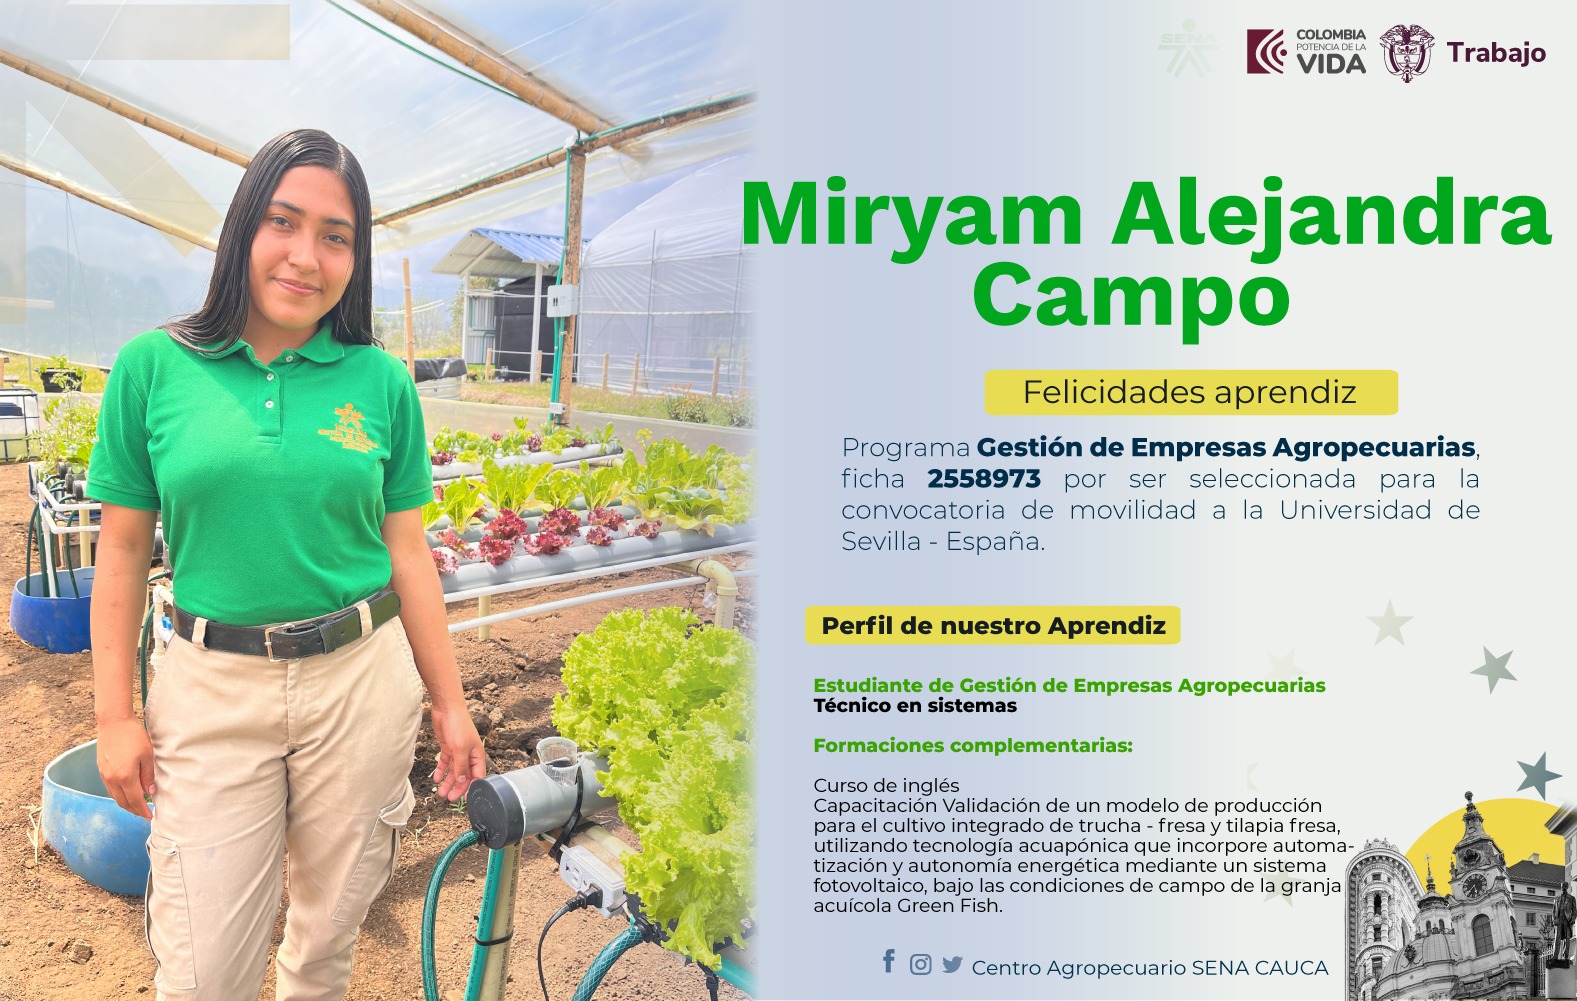 SENA
COLOMBIA
POTENCIA DE LA
VIDA
Trabajo
Miryam Alejandra
Campo
Felicidades aprendiz
Programa Gestión de Empresas Agropecuarias,
ficha 2558973 por ser seleccionada para la
convocatoria de movilidad a la Universidad de
Sevilla - España.
Perfil de nuestro Aprendiz
Estudiante de Gestión de Empresas Agropecuarias
Técnico en sistemas
Formaciones complementarias:
Curso de inglés
Capacitación Validación de un modelo de producción
para el cultivo integrado de trucha - fresa y tilapia fresa,
utilizando tecnología acuapónica que incorpore automa-
tización y autonomía energética mediante un sistema
fotovoltaico, bajo las condiciones de campo de la granja
acuícola Green Fish.
Centro Agropecuario SENA CAUCA